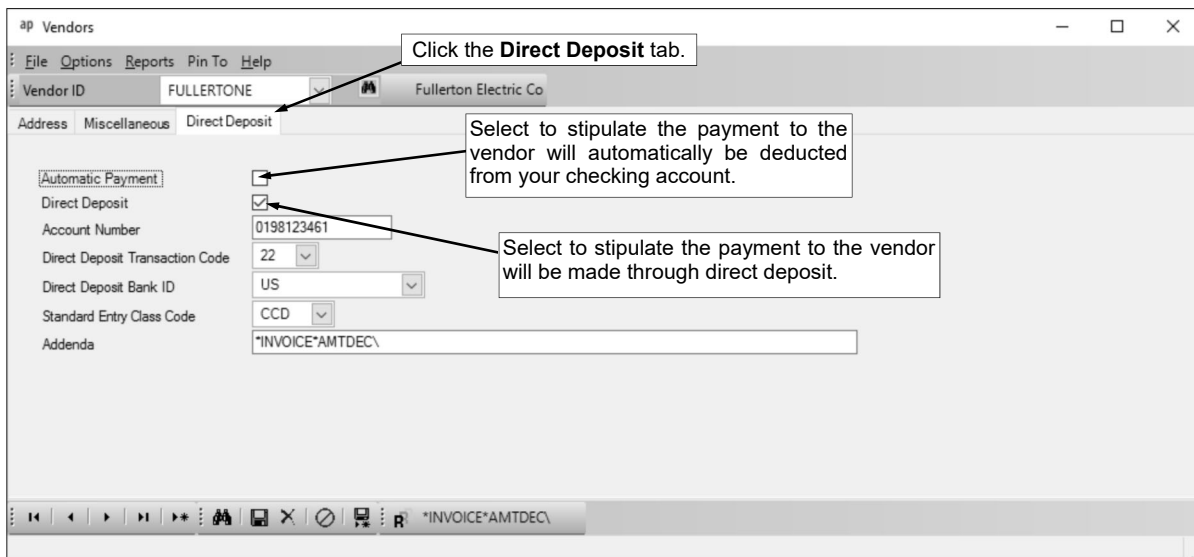 ap Vendors
Click the Direct Deposit tab.
File Options Reports Pin To Help
Vendor ID FULLERTONE Fullerton Electric Co
Address Miscellaneous Direct Deposit
Select to stipulate the payment to the
vendor will automatically be deducted
from your checking account.
Automatic Payment
Direct Deposit
Account Number 0198123461
Select to stipulate the payment to the vendor
will be made through direct deposit.
Direct Deposit Transaction Code 22
Direct Deposit Bank ID US
Standard Entry Class Code CCD
Addenda *INVOICE*AMTDEC\
R *INVOICE*AMTDEC\